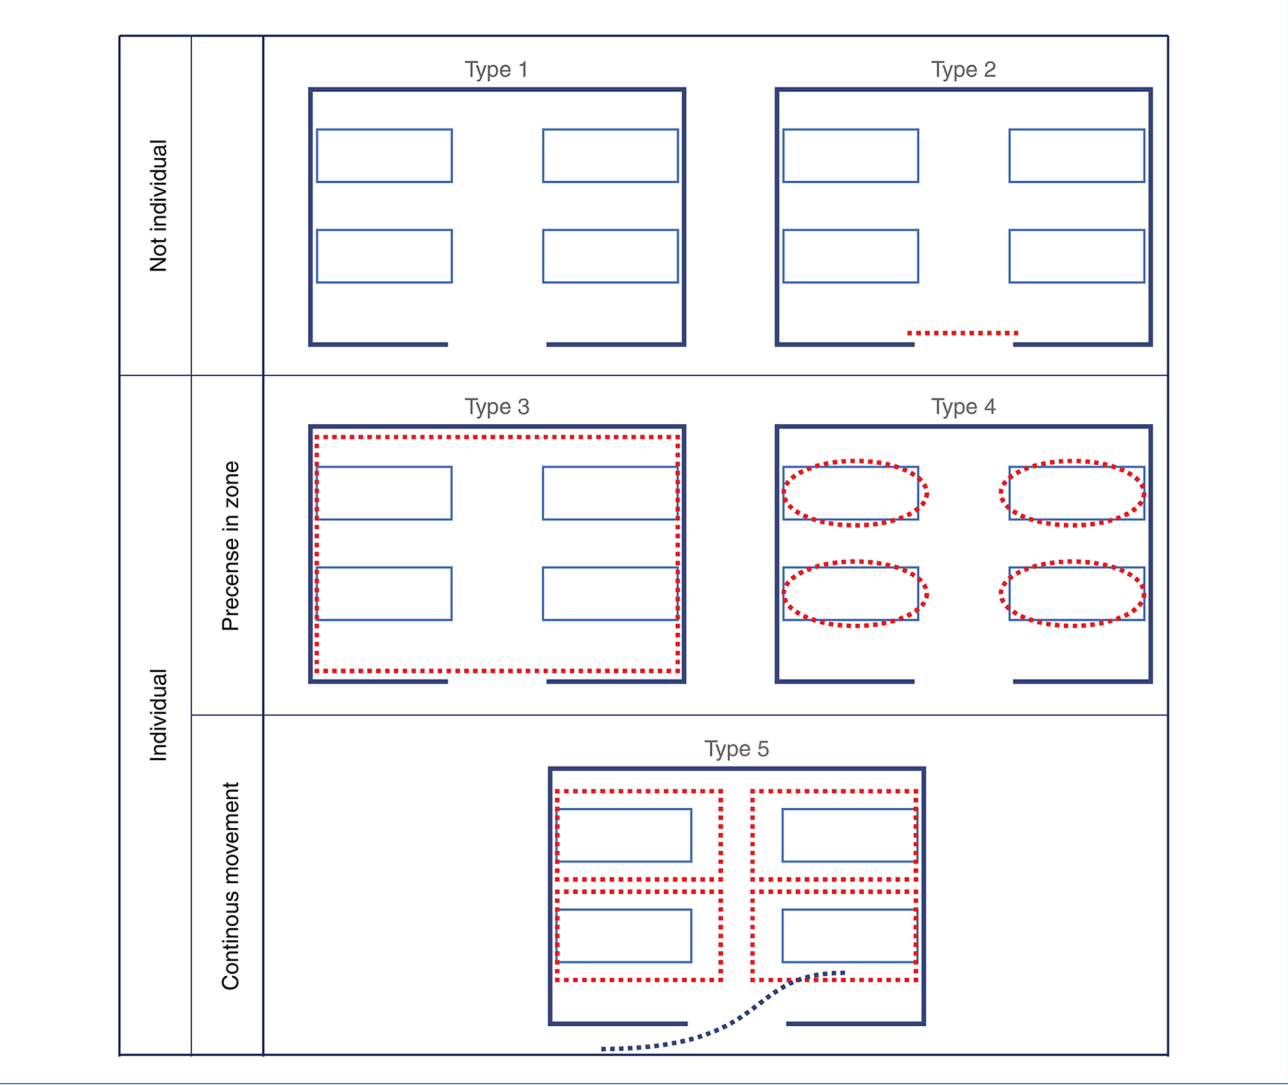 Not individual
Type 1
Type 2
Individual
Precense in zone
Type 3
Type 4
Continous movement
Type 5